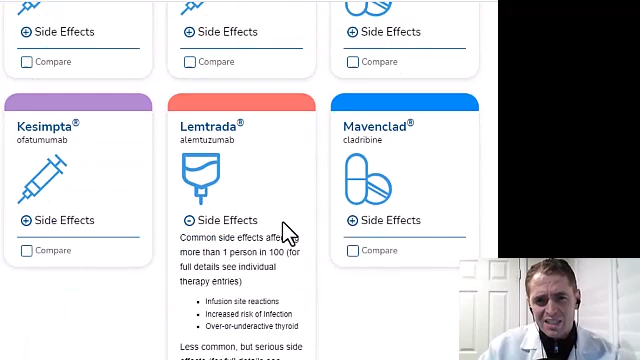 Side Effects
Side Effects
Side Effects
Compare
Compare
Compare
Kesimpta®
ofatumumab
Side Effects
Compare
Lemtrada®
alemtuzumab
Side Effects
Common side effects
more than 1 person in 100 (for
full details see individual
therapy entries)
• Infusion site reactions
• Increased risk of Infection
• Over-or-underactive thyroid
Less common, but serious side
Mavenclad®
cladribine
Side Effects
Compare